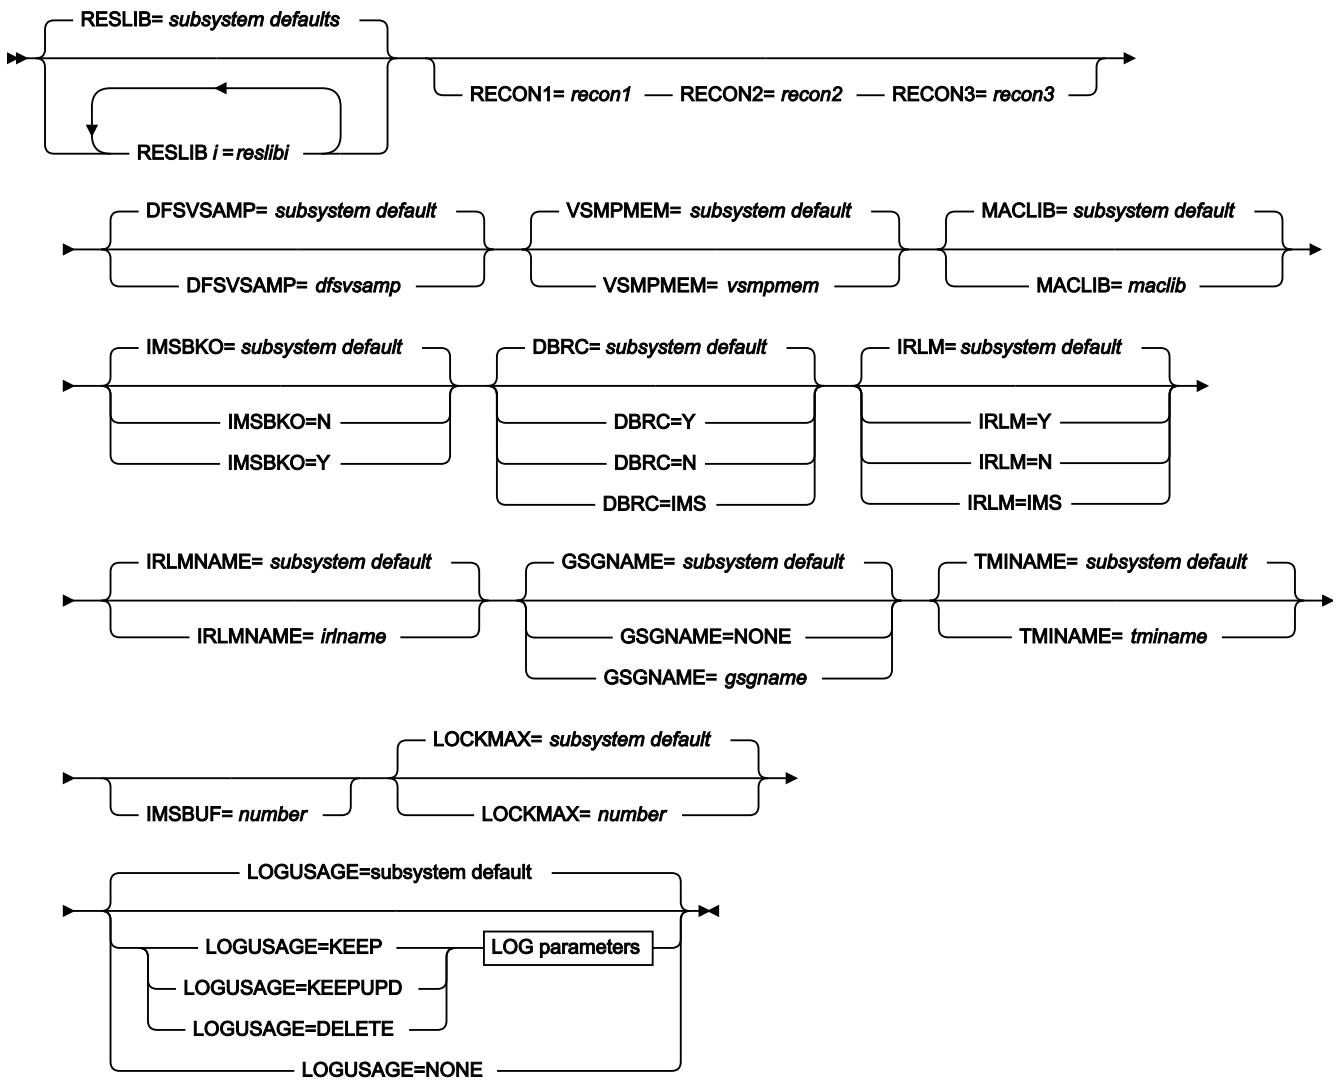 RESLIB= subsystem defaults
RECON1= recon1 RECON2= recon2 RECON3= recon3
RESLIB i = reslibi
DFSVSAMP= subsystem default VSMPMEM= subsystem default MACLIB= subsystem default
DFSVSAMP= dfsvsamp VSMPMEM= vsmpmem MACLIB= maclib
IMSBKO= subsystem default DBRC= subsystem default IRLM= subsystem default
IMSBKO=N DBRC=Y IRLM=Y
IMSBKO=Y DBRC=N IRLM=N
DBRC=IMS IRLM=IMS
IRLMNAME= subsystem default GSGNAME= subsystem default TMINAME= subsystem default
IRLMNAME= irlname GSGNAME=NONE TMINAME= tminame
GSGNAME= gsgname
LOCKMAX= subsystem default
IMSBUF= number LOCKMAX= number
LOGUSAGE=subsystem default
LOGUSAGE=KEEP LOG parameters
LOGUSAGE=KEEPUPD
LOGUSAGE=DELETE
LOGUSAGE=NONE